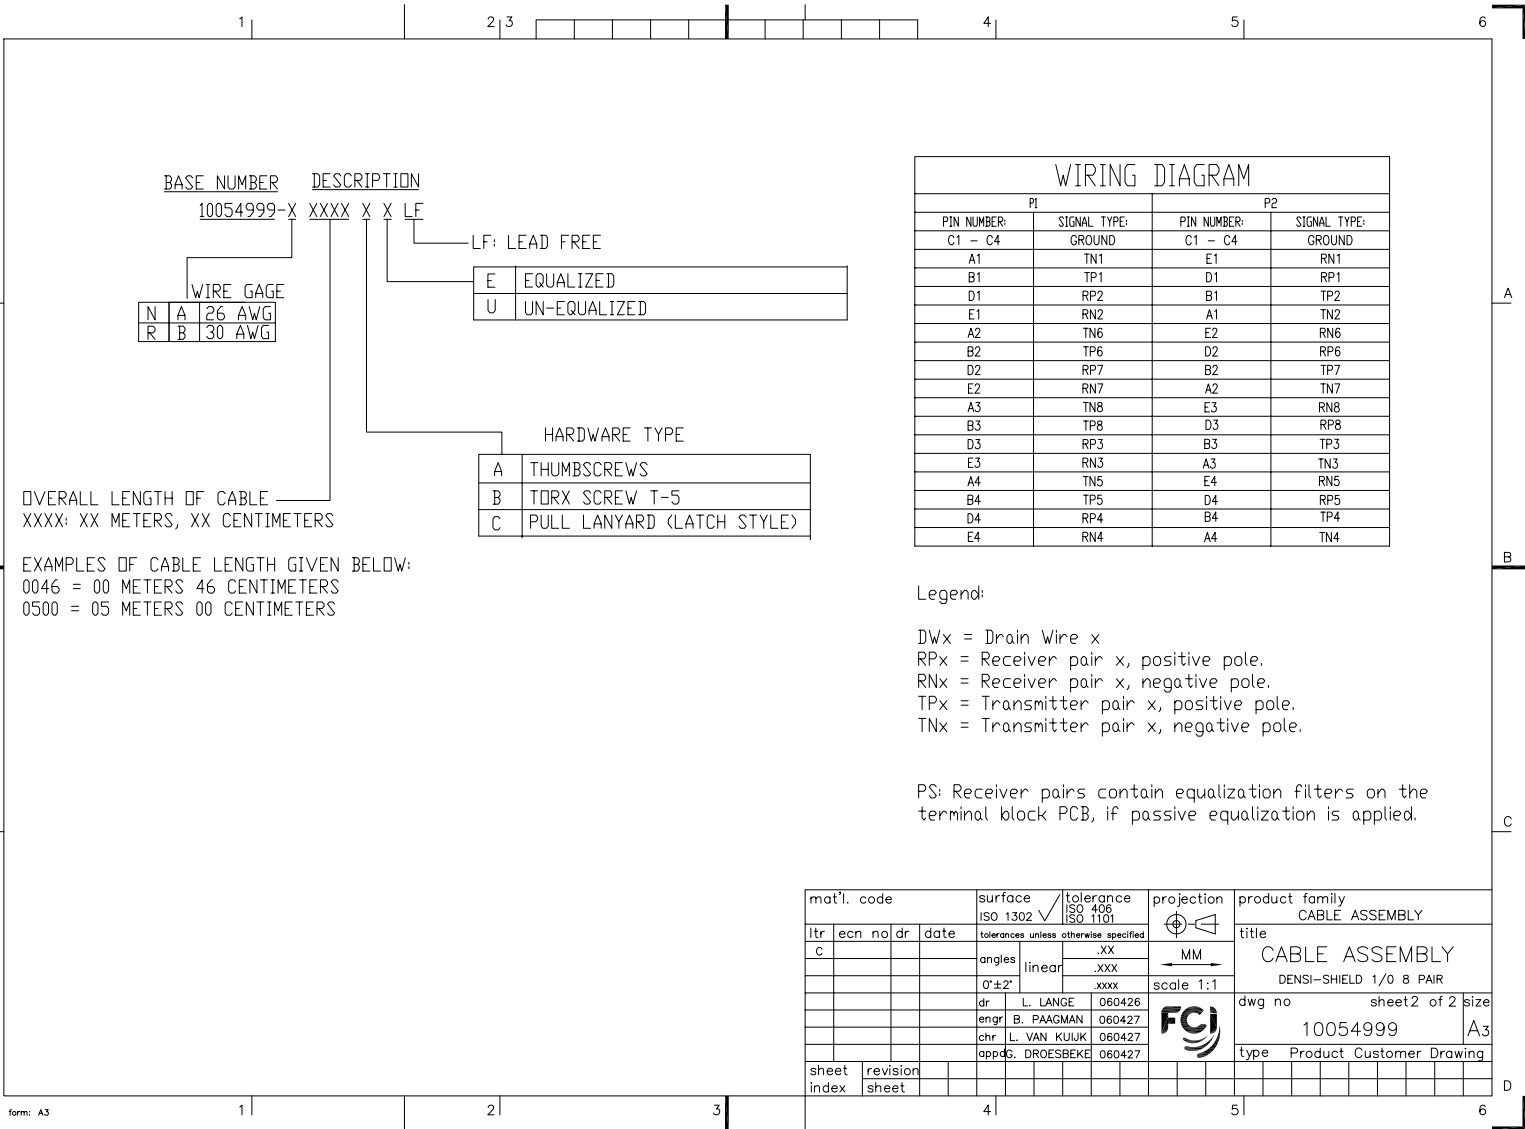 1 2 3 4 5 6
BASE NUMBER DESCRIPTION
10054999-X XXXX X X LF
LF: LEAD FREE
E EQUALIZED
U UN-EQUALIZED
WIRE GAGE
N A 26 AWG
R B 30 AWG
HARDWARE TYPE
A THUMBSCREWS
B TORX SCREW T-5
C PULL LANYARD (LATCH STYLE)
OVERALL LENGTH OF CABLE
XXXX: XX METERS, XX CENTIMETERS
EXAMPLES OF CABLE LENGTH GIVEN BELOW:
0046 = 00 METERS 46 CENTIMETERS
0500 = 05 METERS 00 CENTIMETERS
WIRING DIAGRAM
P1 P2
PIN NUMBER: SIGNAL TYPE: PIN NUMBER: SIGNAL TYPE:
C1 - C4 GROUND C1 - C4 GROUND
A1 TN1 E1 RN1
B1 TP1 D1 RP1
D1 RP2 B1 TP2
E1 RN2 A1 TN2
A2 TN6 E2 RN6
B2 TP6 D2 RP6
D2 RP7 B2 TP7
E2 RN7 A2 TN7
A3 TN8 E3 RN8
B3 TP8 D3 RP8
D3 RP3 B3 TP3
E3 RN3 A3 TN3
A4 TN5 E4 RN5
B4 TP5 D4 RP5
D4 RP4 B4 TP4
E4 RN4 A4 TN4
Legend:
DWx = Drain Wire x
RPx = Receiver pair x, positive pole.
RNx = Receiver pair x, negative pole.
TPx = Transmitter pair x, positive pole.
TNx = Transmitter pair x, negative pole.
PS: Receiver pairs contain equalization filters on the
terminal block PCB, if passive equalization is applied.
A
B
C
D
mat'l. code
surface
ISO 1302
tolerance
ISO 406
ISO 1101
projection
product family
CABLE ASSEMBLY
ltr ecn no dr date
C
tolerances unless otherwise specified
angles
0°±2°
linear
.XX
.XXX
.XXXX
MM
scale 1:1
title
CABLE ASSEMBLY
DENSI-SHIELD 1/0 8 PAIR
dr L. LANGE 060426
engr B. PAAGMAN 060427
chr L. VAN KUIJK 060427
appd G. DROESBEKE 060427
FCI
dwg no sheet2 of 2 size
10054999 A3
type Product Customer Drawing
sheet index
revision sheet
form: A3
1 2 3 4 5 6